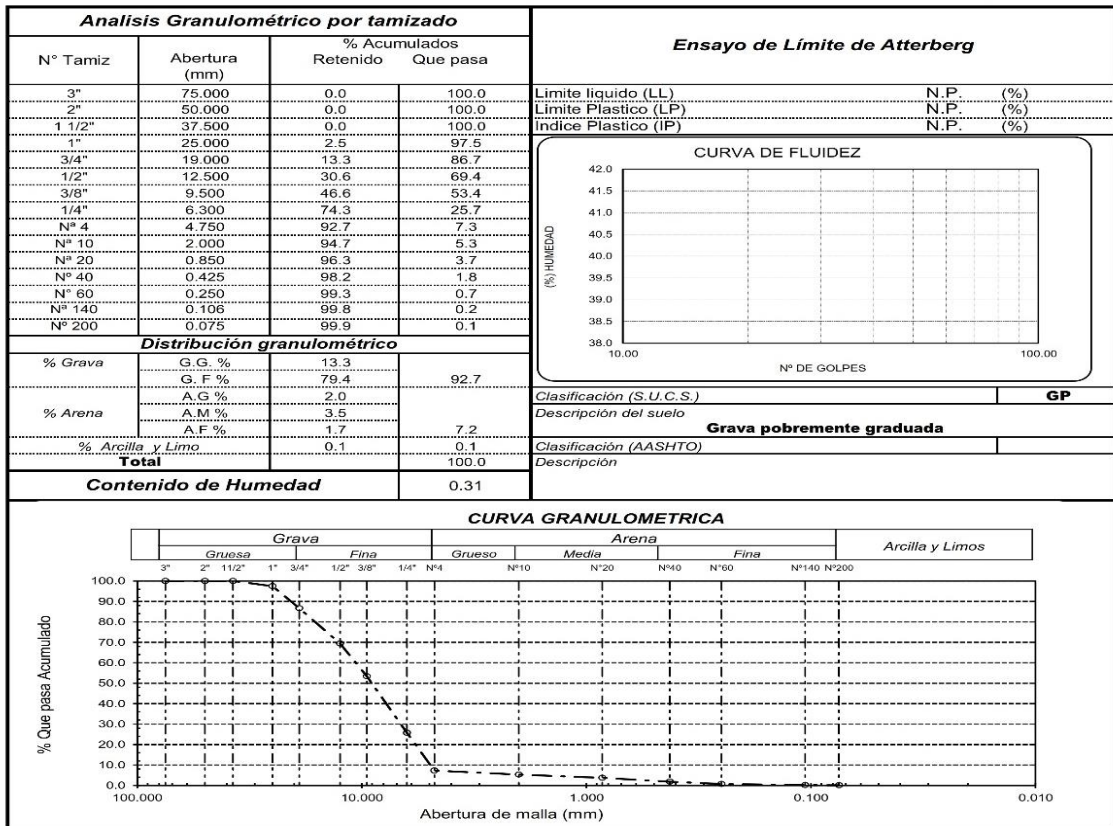 Analisis Granulométrico por tamizado
N° Tamiz Abertura (mm) % Acumulados Retenido Que pasa
3" 75.000 0.0 100.0
2" 50.000 0.0 100.0
1 1/2" 37.500 0.0 100.0
1" 25.000 2.5 97.5
3/4" 19.000 13.3 86.7
1/2" 12.500 30.6 69.4
3/8" 9.500 46.6 53.4
1/4" 6.300 74.3 25.7
Nª 4 4.750 92.7 7.3
Nª 10 2.000 94.7 5.3
Nª 20 0.850 96.3 3.7
Nº 40 0.425 98.2 1.8
N° 60 0.250 99.3 0.7
Nª 140 0.106 99.8 0.2
Nº 200 0.075 99.9 0.1
Distribución granulométrico
% Grava G.G. % 13.3
G. F % 79.4 92.7
A.G % 2.0
% Arena A.M % 3.5
A.F % 1.7 7.2
% Arcilla y Limo 0.1 0.1
Total 100.0
Contenido de Humedad 0.31
Ensayo de Límite de Atterberg
Limite liquido (LL) N.P. (%)
Limite Plastico (LP) N.P. (%)
Indice Plastico (IP) N.P. (%)
CURVA DE FLUIDEZ
(%) HUMEDAD
42.0
41.5
41.0
40.5
40.0
39.5
39.0
38.5
38.0
10.00 100.00
Nº DE GOLPES
Clasificación (S.U.C.S.) GP
Descripción del suelo
Grava pobremente graduada
Clasificación (AASHTO)
Descripción
CURVA GRANULOMETRICA
Grava Arena Arcilla y Limos
Gruesa Fina Grueso Media Fina
3" 2" 11/2" 1" 3/4" 1/2" 3/8" 1/4" N°4 N°10 N°20 N°40 N°60 N°140 N°200
% Que pasa Acumulado
100.0
90.0
80.0
70.0
60.0
50.0
40.0
30.0
20.0
10.0
0.0
100.000 10.000 1.000 0.100 0.010
Abertura de malla (mm)